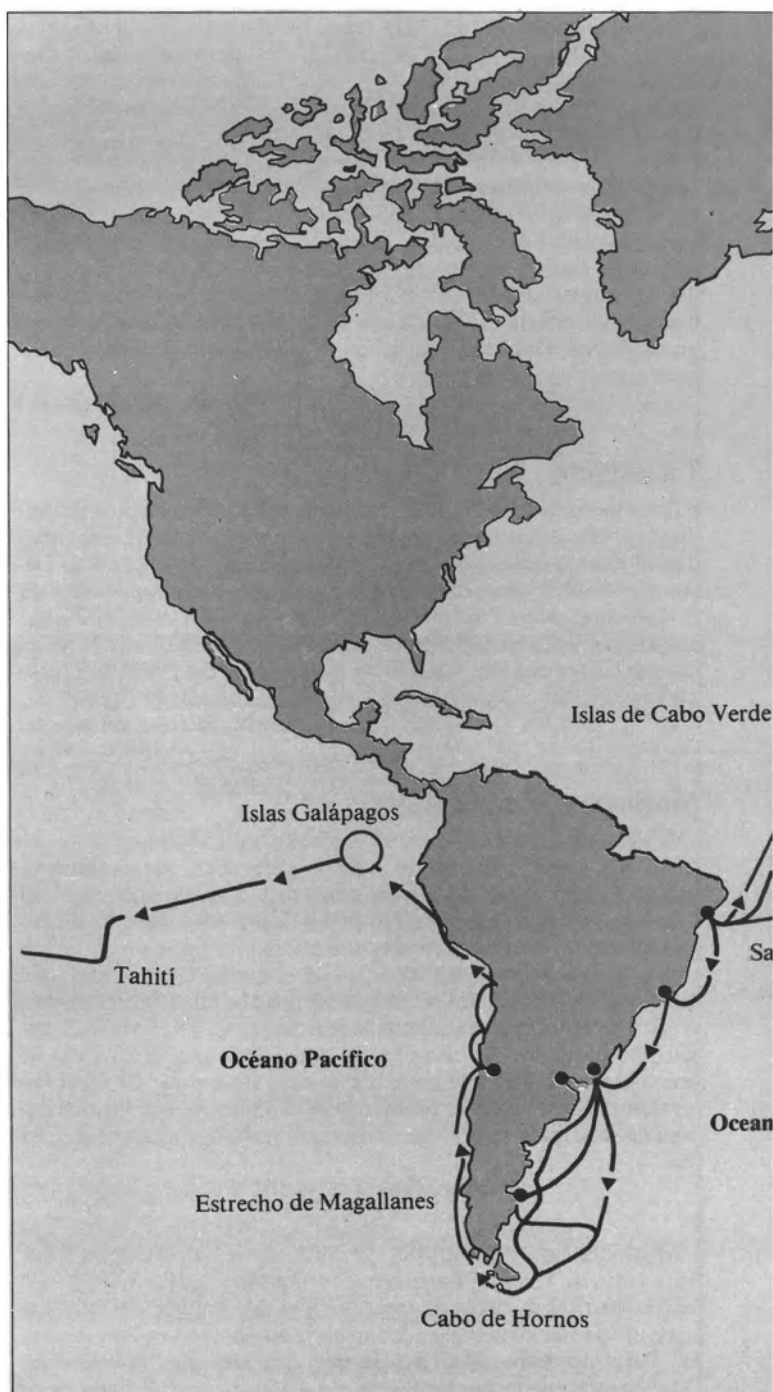 Islas de Cabo Verde
Islas Galápagos
Tahití
Sa
Océano Pacífico
Ocean
Estrecho de Magallanes
Cabo de Hornos